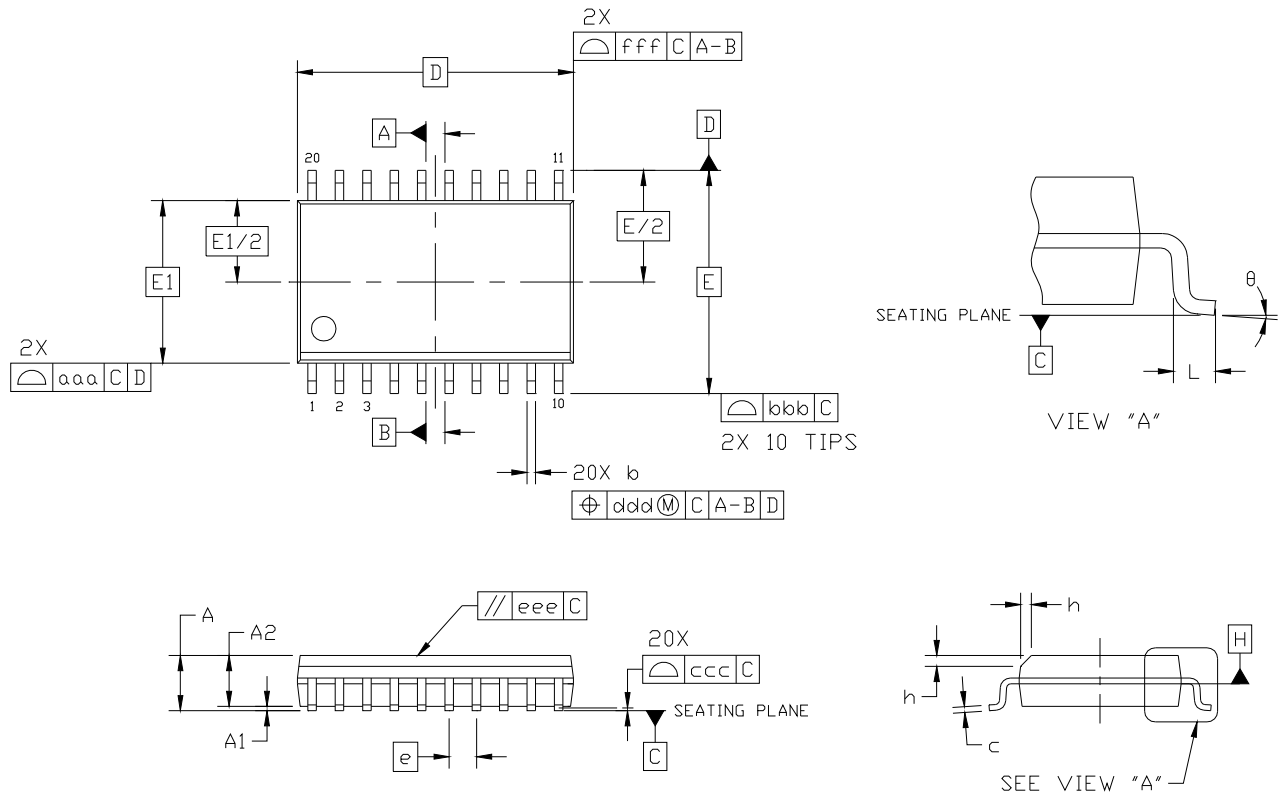 2X
fff C A-B
D
A
D
20
11
E1/2
E/2
E1
E
2X
aaa C D
1 2 3
10
B
bbb C
2X 10 TIPS
20X b
ddd Ⓜ C A-B D
θ
SEATING PLANE
C
L
VIEW "A"
// eee C
A
A2
20X
ccc C
SEATING PLANE
A1
e
C
h
H
h
c
SEE VIEW "A"